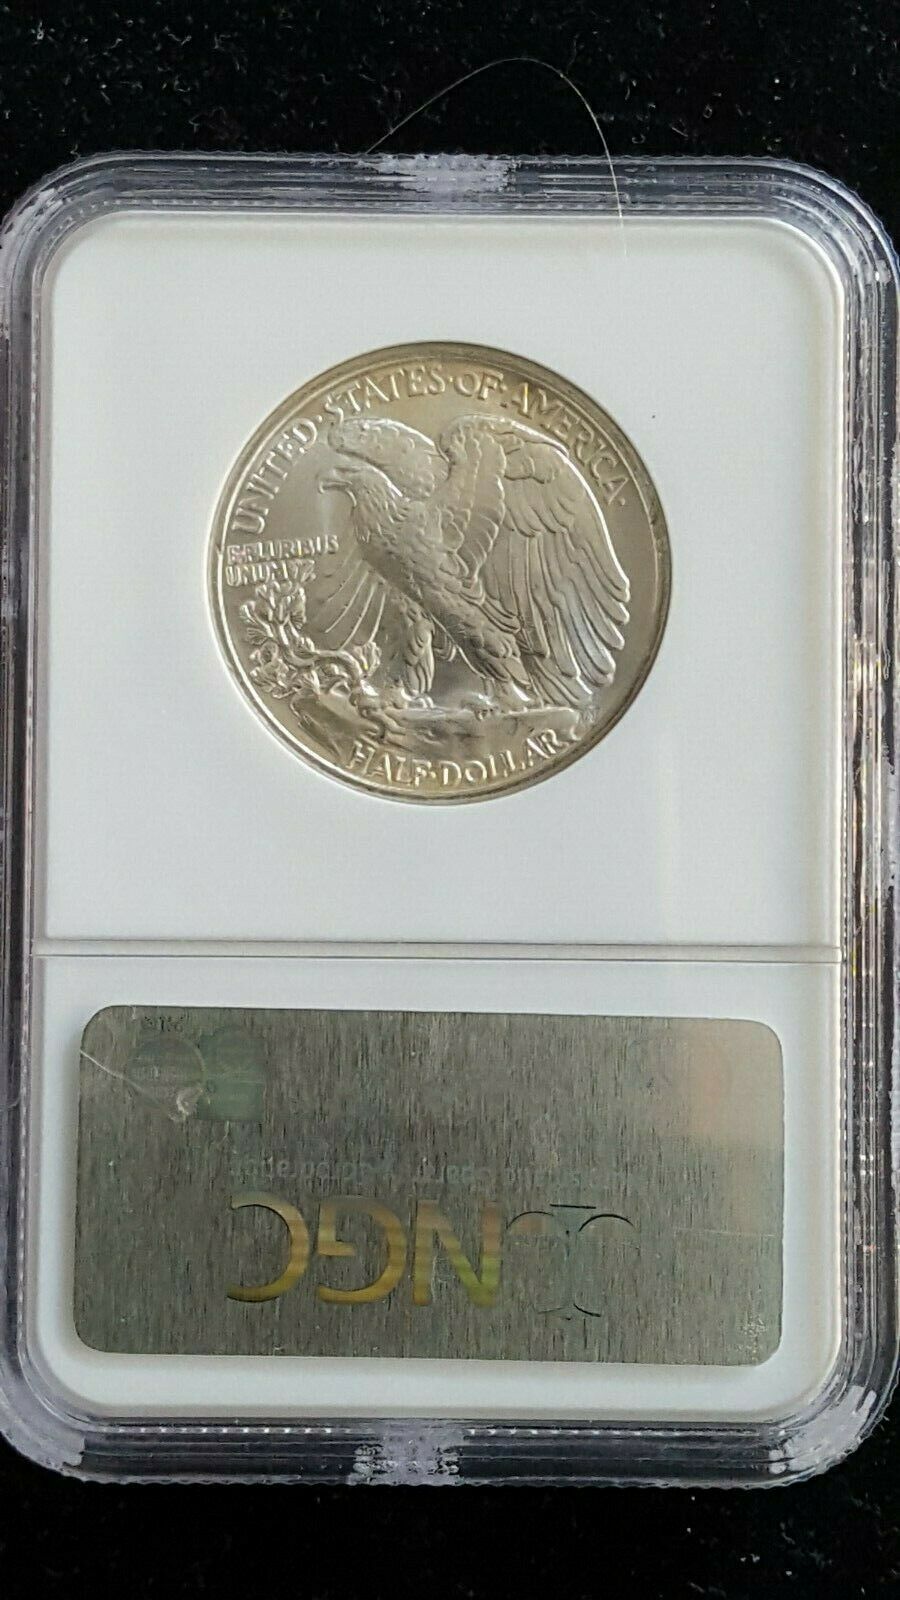 UNITED·STATES·OF·AMERICA·
E·PLURIBUS
UNUM
HALF·DOLLAR
NGC